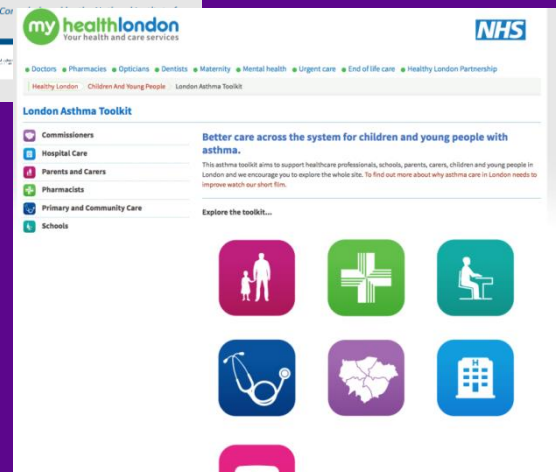 my healthlondon
Your health and care services
NHS
Doctors Pharmacies Opticians Dentists Maternity Mental health Urgent care End of life care Healthy London Partnership
Healthy London Children And Young People London Asthma Toolkit
London Asthma Toolkit
Commissioners
Hospital Care
Parents and Carers
Pharmacists
Primary and Community Care
Schools
Better care across the system for children and young people with
asthma.
This asthma toolkit aims to support healthcare professionals, schools, parents, carers, children and young people in
London and we encourage you to explore the whole site. To find out more about why asthma care in London needs to
improve watch our short film.
Explore the toolkit...
H